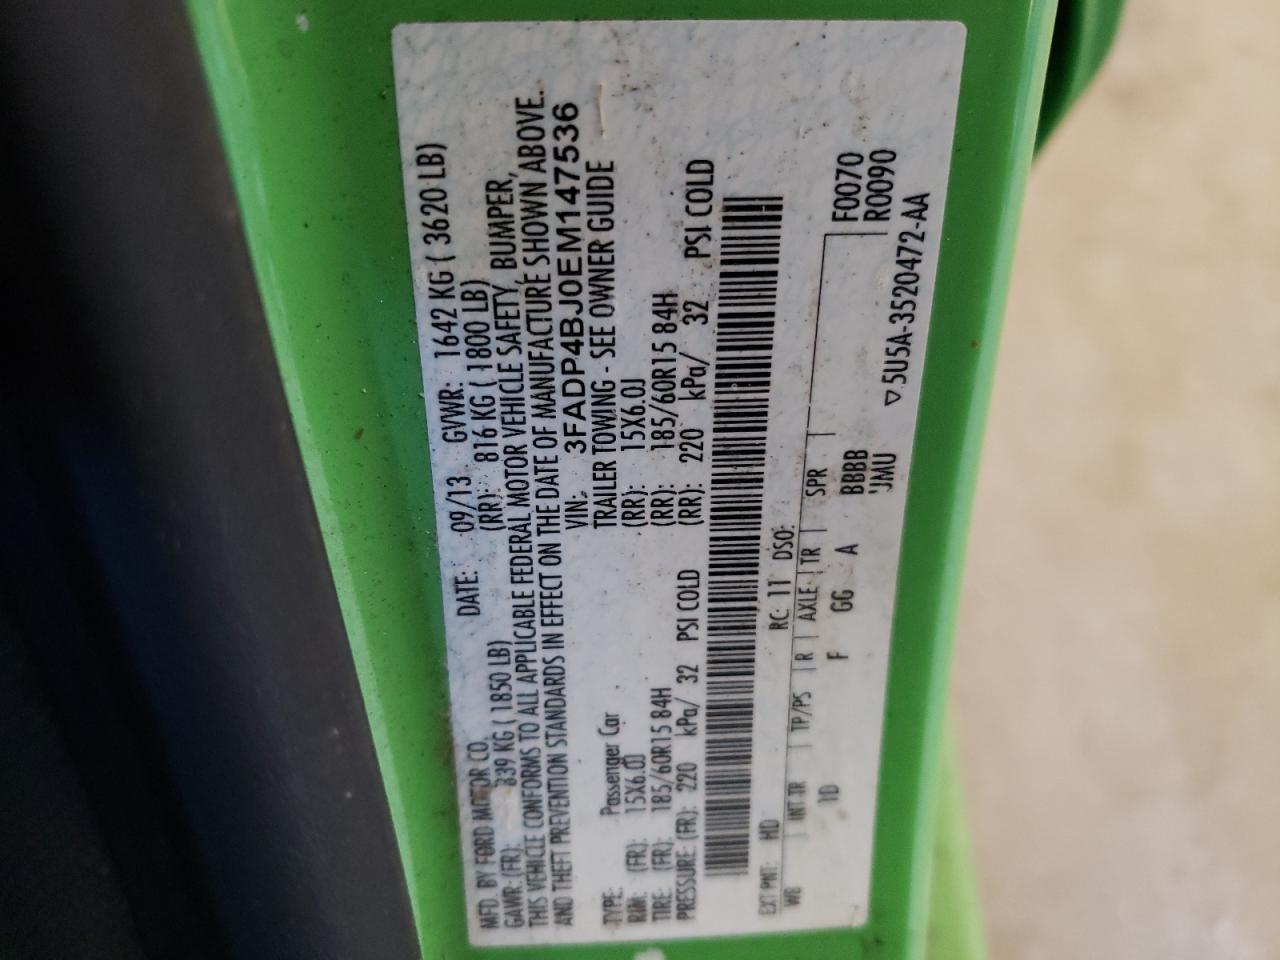 MFD. BY FORD MOTOR CO. DATE: 09/13 GVWR: 1642 KG ( 3620 LB)
GAWR: (FR): 839 KG ( 1850 LB) (RR): 816 KG ( 1800 LB)
THIS VEHICLE CONFORMS TO ALL APPLICABLE FEDERAL MOTOR VEHICLE SAFETY, BUMPER,
AND THEFT PREVENTION STANDARDS IN EFFECT ON THE DATE OF MANUFACTURE SHOWN ABOVE.
VIN: 3FADP4BJ0EM147536
TYPE: Passenger Car TRAILER TOWING - SEE OWNER GUIDE
RIM: (FR): 15X6.0J (RR): 15X6.0J
TIRE: (FR): 185/60R15 84H (RR): 185/60R15 84H
PRESSURE: (FR): 220 kPa/ 32 PSI COLD (RR): 220 kPa/ 32 PSI COLD
EXT PNT: HD RC: 11 DSO:
WB | INT TR | TP/PS | R | AXLE | TR | SPR | F0070
1D F GG A BBBB R0090
'JMU
▽5U5A-3520472-AA